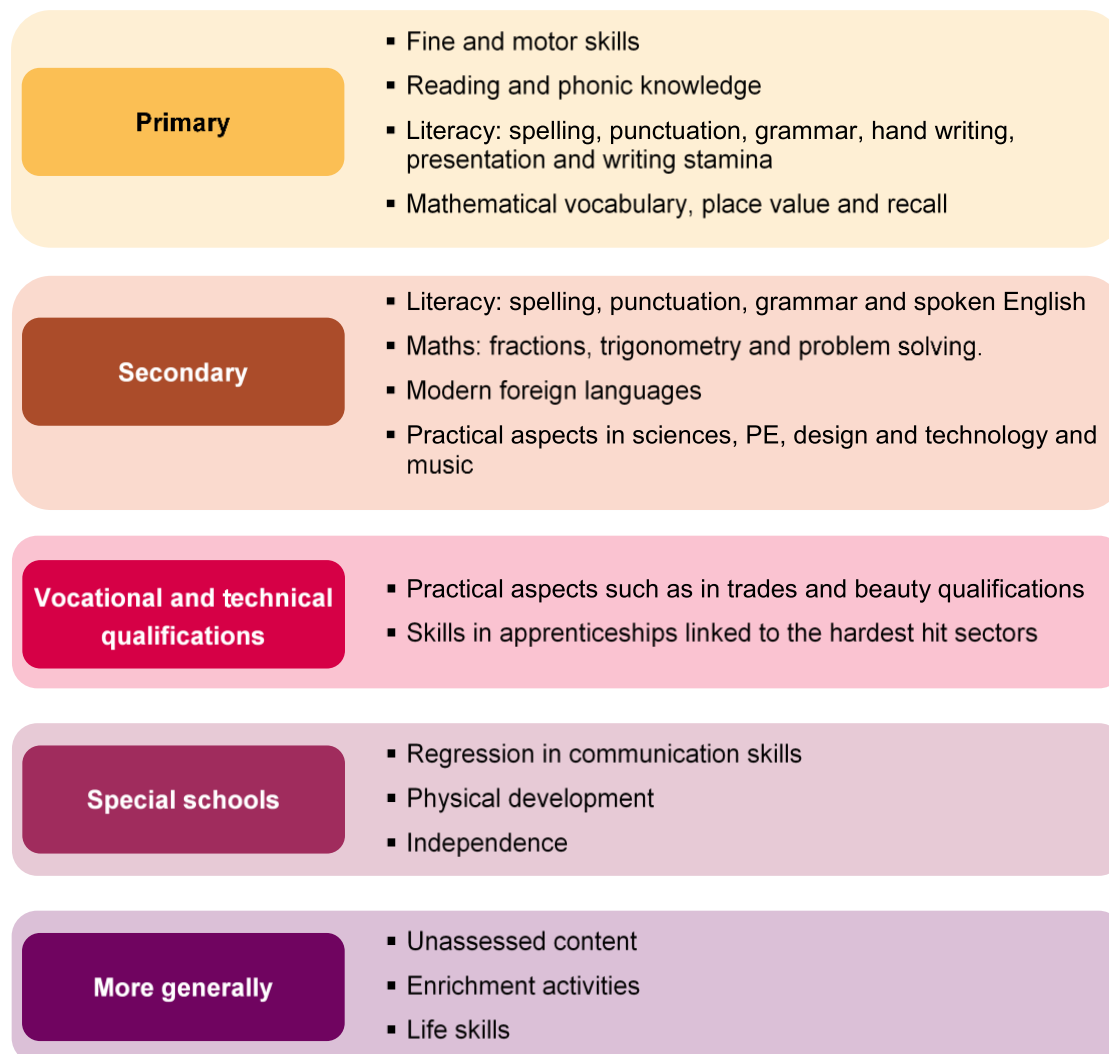 Primary
▪ Fine and motor skills
▪ Reading and phonic knowledge
▪ Literacy: spelling, punctuation, grammar, hand writing,
presentation and writing stamina
▪ Mathematical vocabulary, place value and recall
Secondary
▪ Literacy: spelling, punctuation, grammar and spoken English
▪ Maths: fractions, trigonometry and problem solving.
▪ Modern foreign languages
▪ Practical aspects in sciences, PE, design and technology and
music
Vocational and technical
qualifications
▪ Practical aspects such as in trades and beauty qualifications
▪ Skills in apprenticeships linked to the hardest hit sectors
Special schools
▪ Regression in communication skills
▪ Physical development
▪ Independence
More generally
▪ Unassessed content
▪ Enrichment activities
▪ Life skills